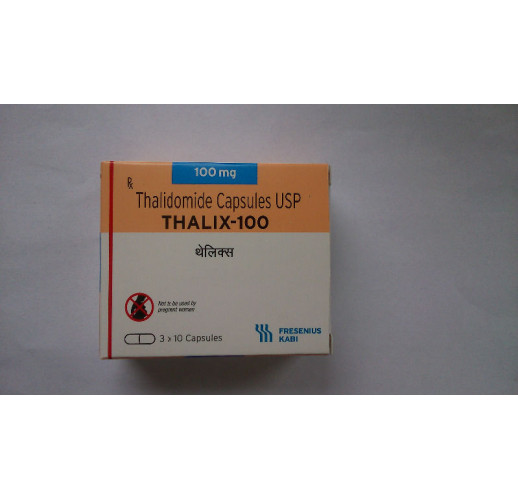 100 mg
Rx
Thalidomide Capsules USP
THALIX-100
थेलिक्स
Not to be used by
pregnant women
3 x 10 Capsules
FRESENIUS
KABI